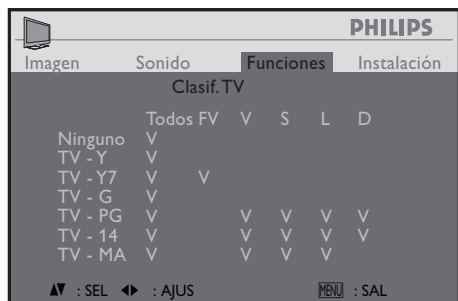 PHILIPS
Imagen Sonido Funciones Instalación
Clasif. TV
Todos FV V S L D
Ninguno V
TV - Y V
TV - Y7 V V
TV - G V
TV - PG V V V V V
TV - 14 V V V V V
TV - MA V V V V
▲▼ : SEL ◀▶ : AJUS MENU : SAL